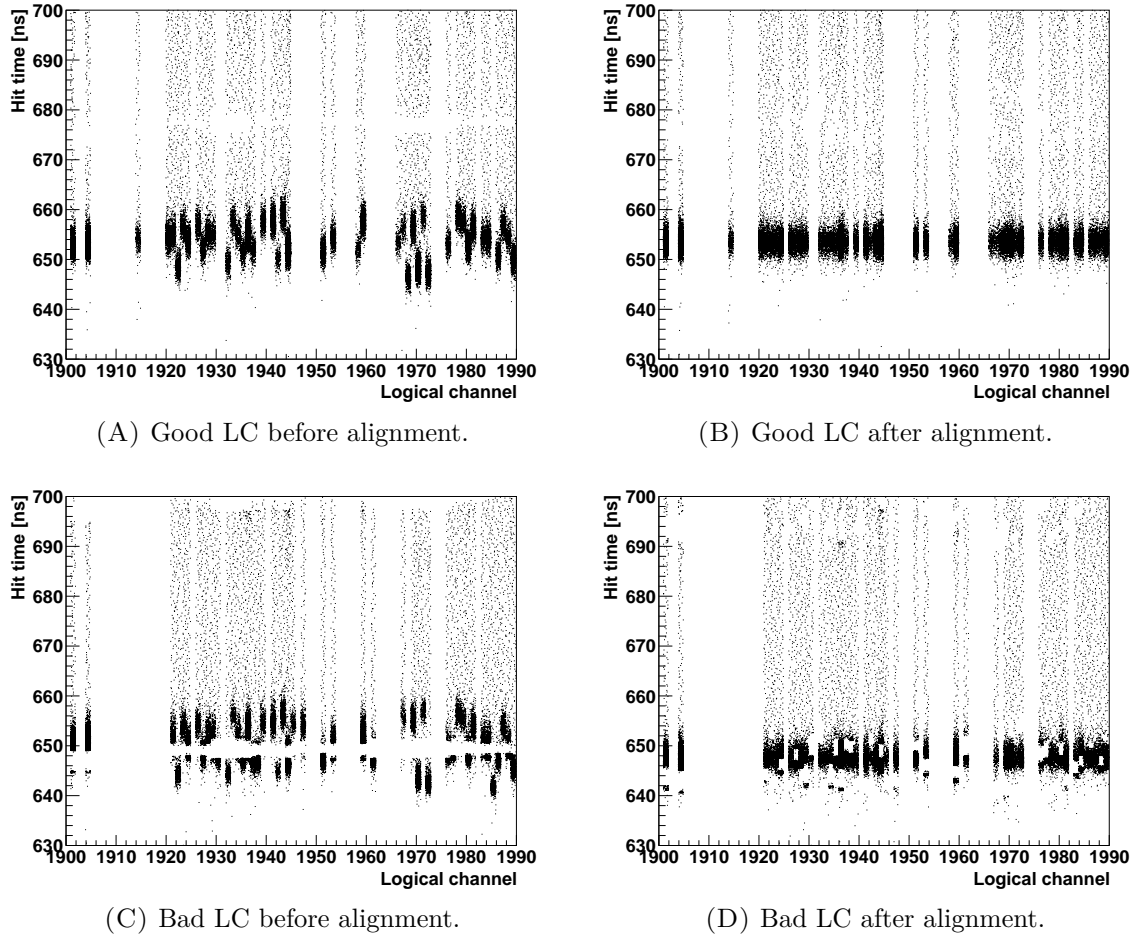 Hit time [ns]
700
690
680
670
660
650
640
630
1900 1910 1920 1930 1940 1950 1960 1970 1980 1990
Logical channel
(A) Good LC before alignment.
Hit time [ns]
700
690
680
670
660
650
640
630
1900 1910 1920 1930 1940 1950 1960 1970 1980 1990
Logical channel
(B) Good LC after alignment.
Hit time [ns]
700
690
680
670
660
650
640
630
1900 1910 1920 1930 1940 1950 1960 1970 1980 1990
Logical channel
(C) Bad LC before alignment.
Hit time [ns]
700
690
680
670
660
650
640
630
1900 1910 1920 1930 1940 1950 1960 1970 1980 1990
Logical channel
(D) Bad LC after alignment.